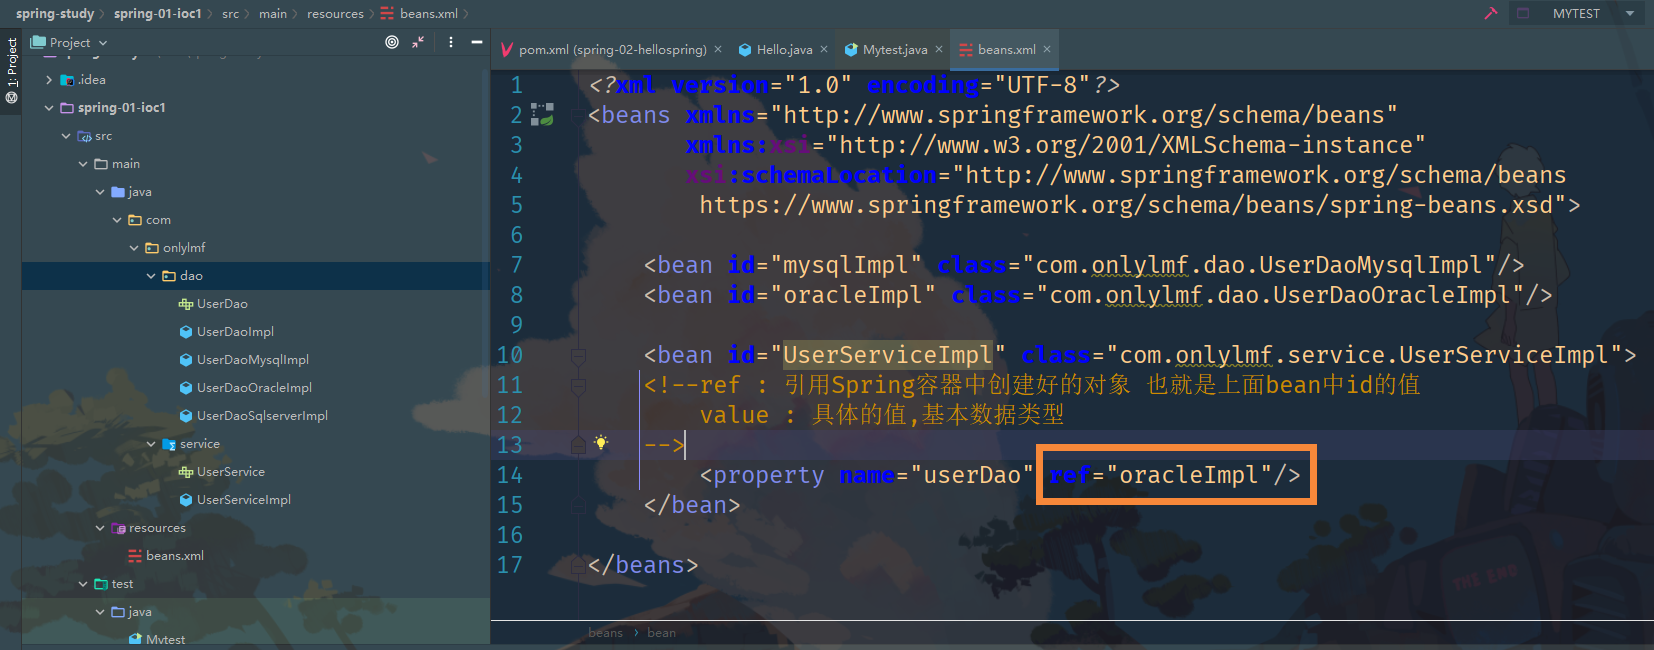 spring-study spring-01-ioc1 src main resources beans.xml
MYTEST
1: Project
Project
.idea
spring-01-ioc1
src
main
java
com
onlylmf
dao
UserDao
UserDaoImpl
UserDaoMysqlImpl
UserDaoOracleImpl
UserDaoSqlserverImpl
service
UserService
UserServiceImpl
resources
beans.xml
test
java
Mytest
pom.xml (spring-02-hellospring) × Hello.java × Mytest.java × beans.xml ×
1 <?xml version="1.0" encoding="UTF-8"?>
2 <beans xmlns="http://www.springframework.org/schema/beans"
3 xmlns:xsi="http://www.w3.org/2001/XMLSchema-instance"
4 xsi:schemaLocation="http://www.springframework.org/schema/beans
5 https://www.springframework.org/schema/beans/spring-beans.xsd">
6
7 <bean id="mysqlImpl" class="com.onlylmf.dao.UserDaoMysqlImpl"/>
8 <bean id="oracleImpl" class="com.onlylmf.dao.UserDaoOracleImpl"/>
9
10 <bean id="UserServiceImpl" class="com.onlylmf.service.UserServiceImpl">
11 <!--ref : 引用Spring容器中创建好的对象 也就是上面bean中id的值
12 value : 具体的值,基本数据类型
13 -->
14 <property name="userDao" ref="oracleImpl"/>
15 </bean>
16
17 </beans>
THE END
beans › bean